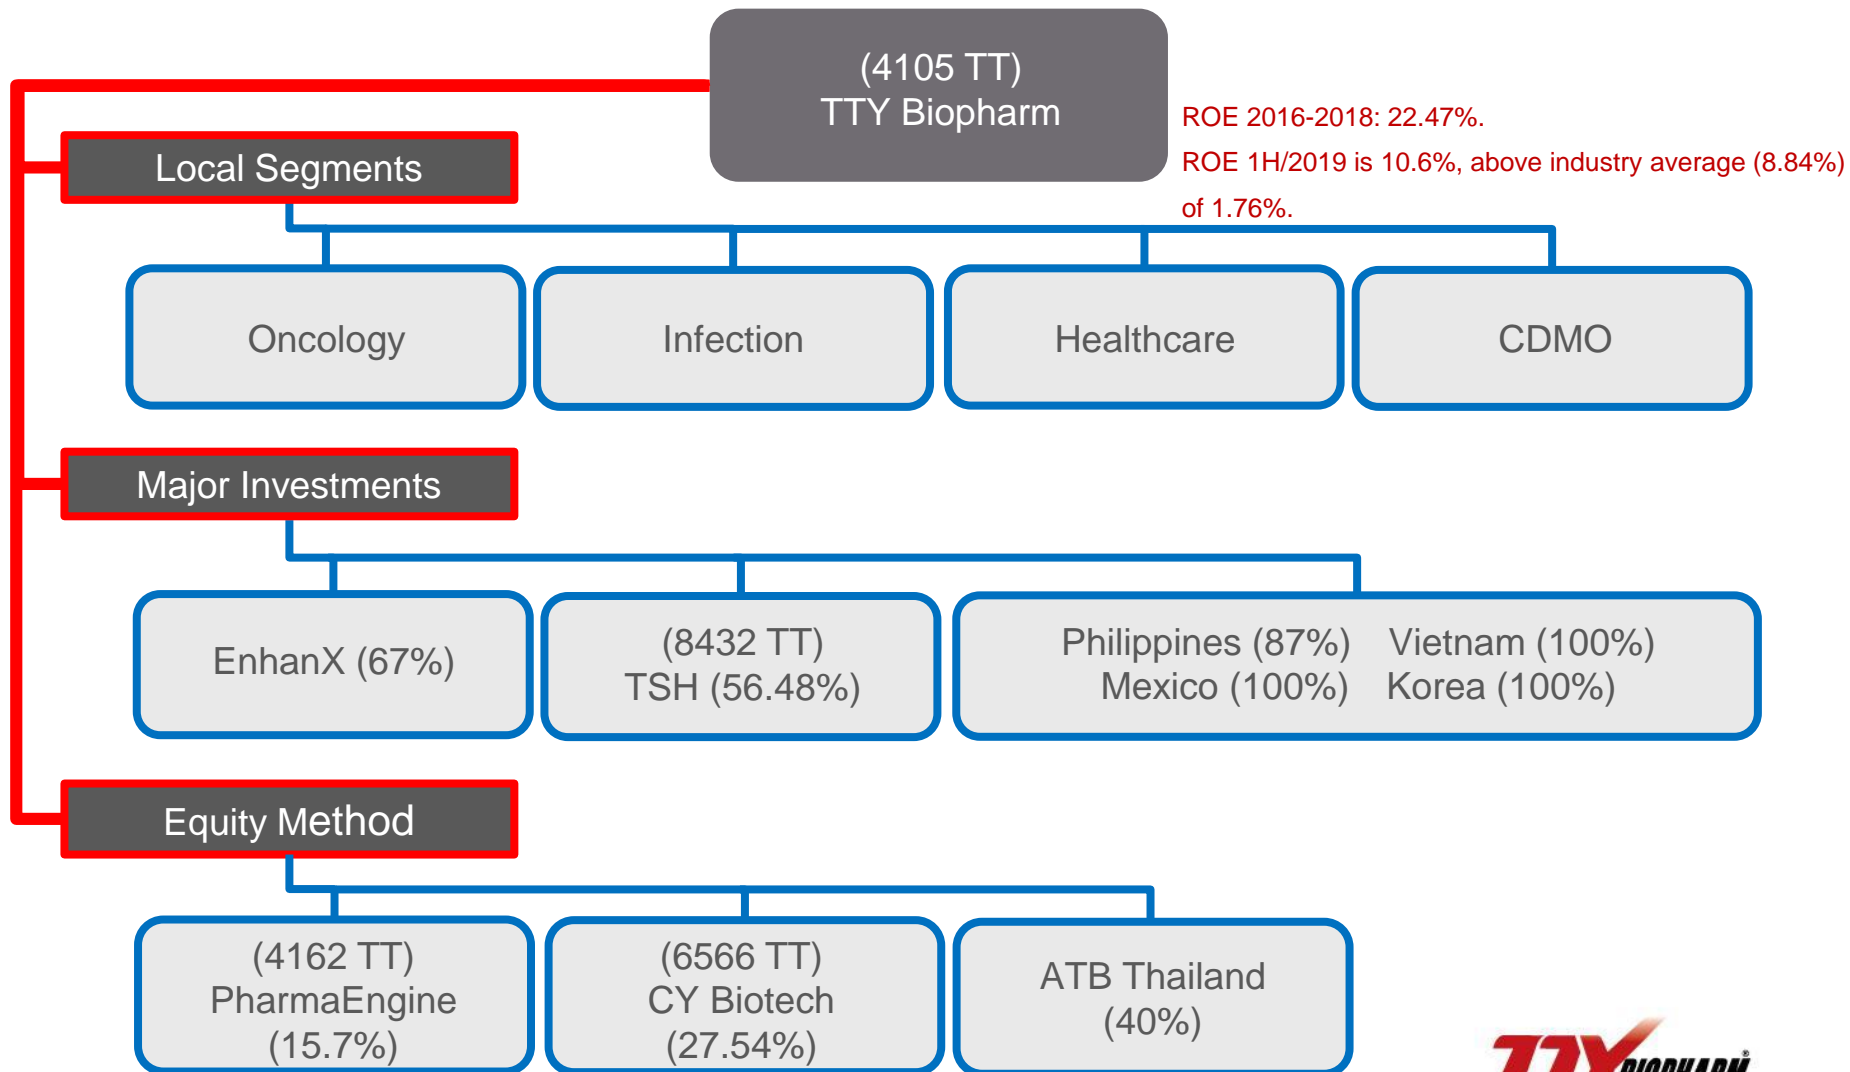 (4105 TT)
TTY Biopharm
ROE 2016-2018: 22.47%.
ROE 1H/2019 is 10.6%, above industry average (8.84%)
of 1.76%.
Local Segments
Oncology
Infection
Healthcare
CDMO
Major Investments
EnhanX (67%)
(8432 TT)
TSH (56.48%)
Philippines (87%) Vietnam (100%)
Mexico (100%) Korea (100%)
Equity Method
(4162 TT)
PharmaEngine
(15.7%)
(6566 TT)
CY Biotech
(27.54%)
ATB Thailand
(40%)
TTY BIOPHARM®